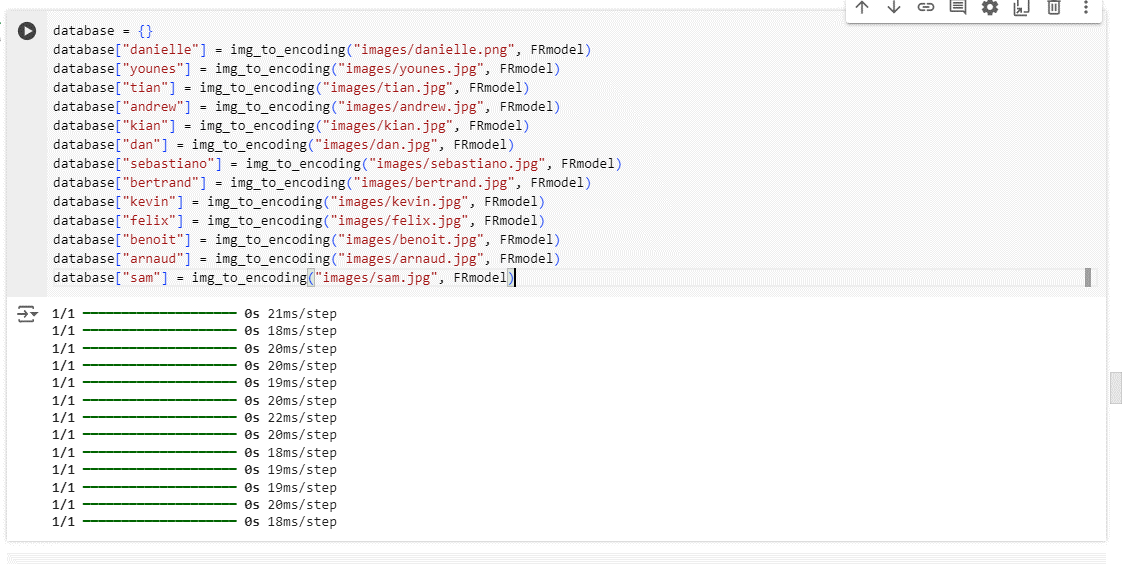 database = {}
database["danielle"] = img_to_encoding("images/danielle.png", FRmodel)
database["younes"] = img_to_encoding("images/younes.jpg", FRmodel)
database["tian"] = img_to_encoding("images/tian.jpg", FRmodel)
database["andrew"] = img_to_encoding("images/andrew.jpg", FRmodel)
database["kian"] = img_to_encoding("images/kian.jpg", FRmodel)
database["dan"] = img_to_encoding("images/dan.jpg", FRmodel)
database["sebastiano"] = img_to_encoding("images/sebastiano.jpg", FRmodel)
database["bertrand"] = img_to_encoding("images/bertrand.jpg", FRmodel)
database["kevin"] = img_to_encoding("images/kevin.jpg", FRmodel)
database["felix"] = img_to_encoding("images/felix.jpg", FRmodel)
database["benoit"] = img_to_encoding("images/benoit.jpg", FRmodel)
database["arnaud"] = img_to_encoding("images/arnaud.jpg", FRmodel)
database["sam"] = img_to_encoding("images/sam.jpg", FRmodel)
1/1 0s 21ms/step
1/1 0s 18ms/step
1/1 0s 20ms/step
1/1 0s 20ms/step
1/1 0s 19ms/step
1/1 0s 20ms/step
1/1 0s 22ms/step
1/1 0s 20ms/step
1/1 0s 18ms/step
1/1 0s 19ms/step
1/1 0s 19ms/step
1/1 0s 20ms/step
1/1 0s 18ms/step